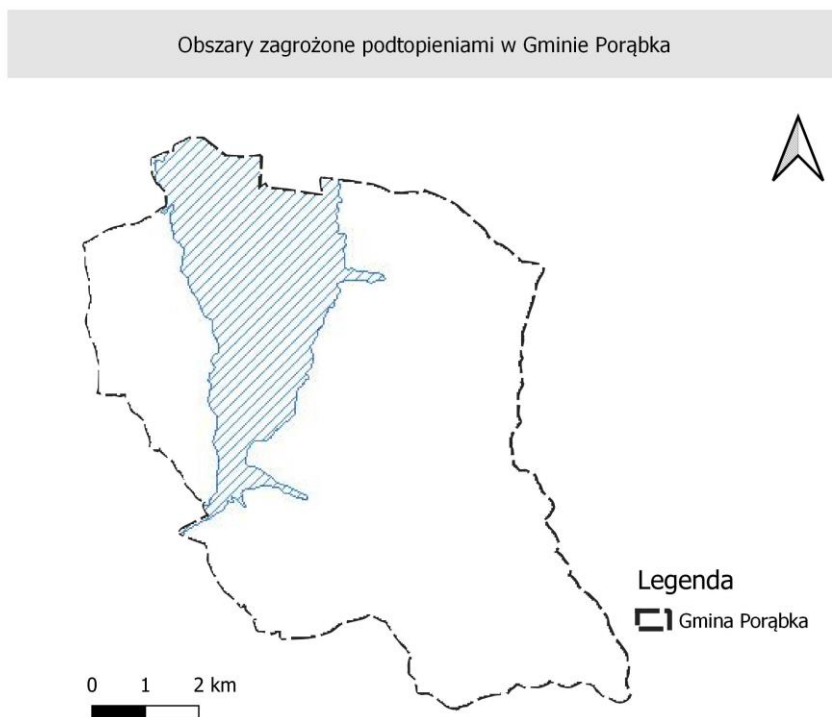 Obszary zagrożone podtopieniami w Gminie Porąbka
Legenda
Gmina Porąbka
0 1 2 km